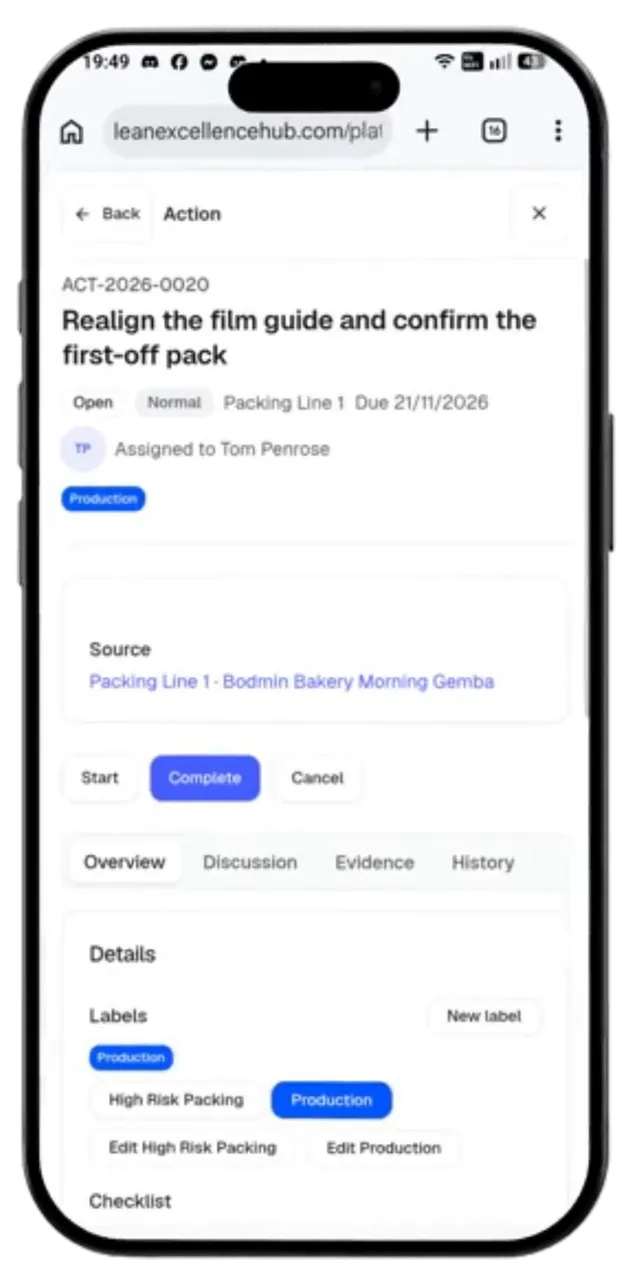 19:49
leanexcellencehub.com/plat
16
← Back Action
ACT-2026-0020
Realign the film guide and confirm the
first-off pack
Open Normal Packing Line 1 Due 21/11/2026
TP Assigned to Tom Penrose
Production
Source
Packing Line 1 · Bodmin Bakery Morning Gemba
Start Complete Cancel
Overview Discussion Evidence History
Details
Labels New label
Production
High Risk Packing Production
Edit High Risk Packing Edit Production
Checklist